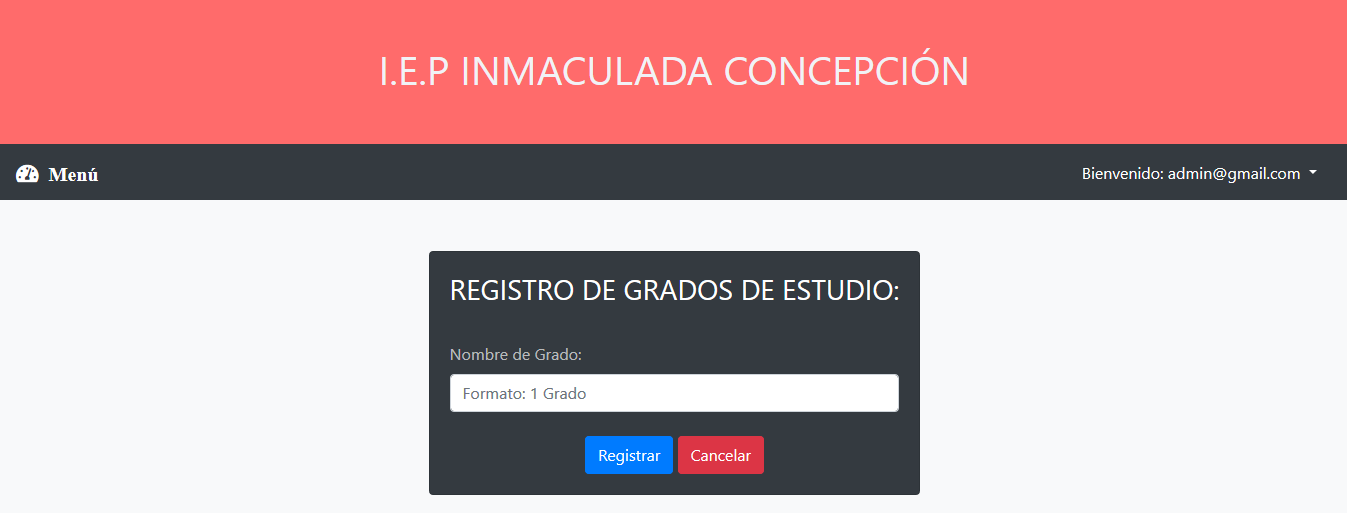 I.E.P INMACULADA CONCEPCIÓN
Menú
Bienvenido: admin@gmail.com
REGISTRO DE GRADOS DE ESTUDIO:
Nombre de Grado:
Formato: 1 Grado
Registrar Cancelar